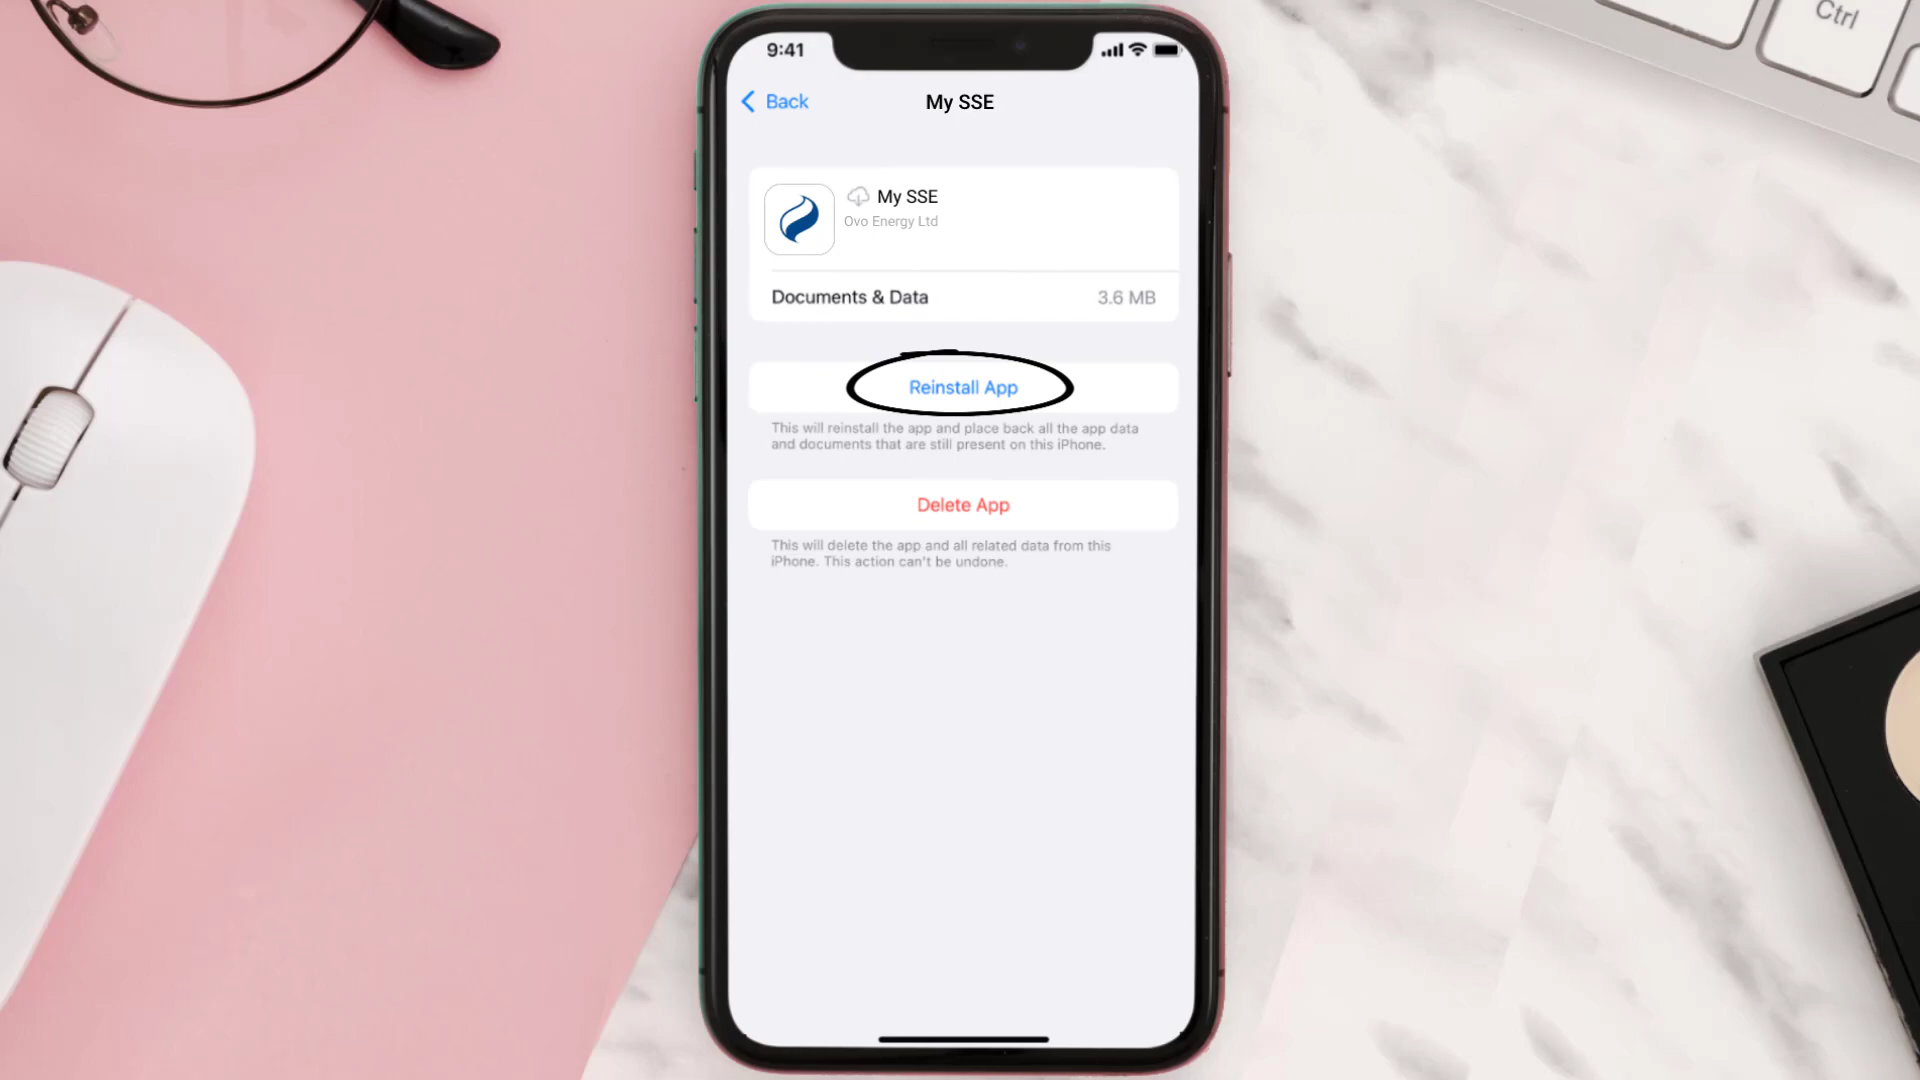 Ctrl
9:41
Back
My SSE
My SSE
Ovo Energy Ltd
Documents & Data 3.6 MB
Reinstall App
This will reinstall the app and place back all the app data
and documents that are still present on this iPhone.
Delete App
This will delete the app and all related data from this
iPhone. This action can't be undone.